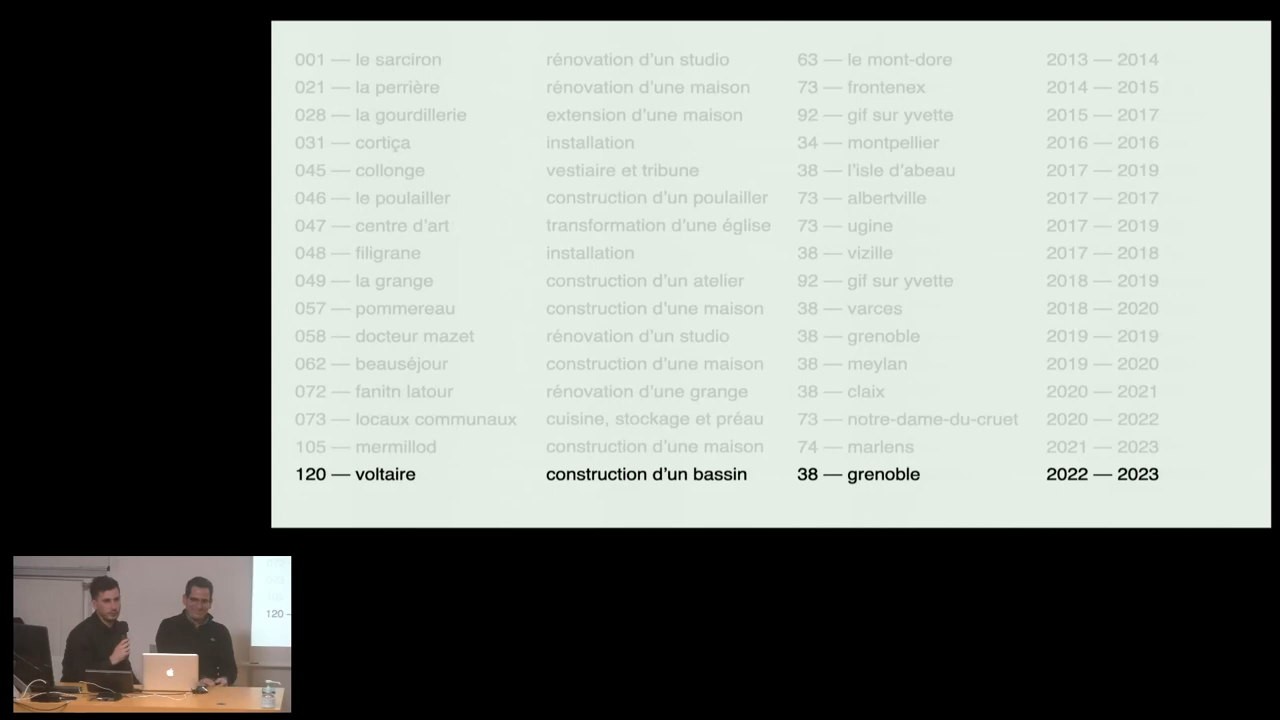 001 — le sarciron rénovation d’un studio 63 — le mont-dore 2013 — 2014
021 — la perrière rénovation d’une maison 73 — frontenex 2014 — 2015
028 — la gourdillerie extension d’une maison 92 — gif sur yvette 2015 — 2017
031 — cortiça installation 34 — montpellier 2016 — 2016
045 — collonge vestiaire et tribune 38 — l’isle d’abeau 2017 — 2019
046 — le poulailler construction d’un poulailler 73 — albertville 2017 — 2017
047 — centre d’art transformation d’une église 73 — ugine 2017 — 2019
048 — filigrane installation 38 — vizille 2017 — 2018
049 — la grange construction d’un atelier 92 — gif sur yvette 2018 — 2019
057 — pommereau construction d’une maison 38 — varces 2018 — 2020
058 — docteur mazet rénovation d’un studio 38 — grenoble 2019 — 2019
062 — beauséjour construction d’une maison 38 — meylan 2019 — 2020
072 — fanitn latour rénovation d’une grange 38 — claix 2020 — 2021
073 — locaux communaux cuisine, stockage et préau 73 — notre-dame-du-cruet 2020 — 2022
105 — mermillod construction d’une maison 74 — marlens 2021 — 2023
120 — voltaire construction d’un bassin 38 — grenoble 2022 — 2023
120 —